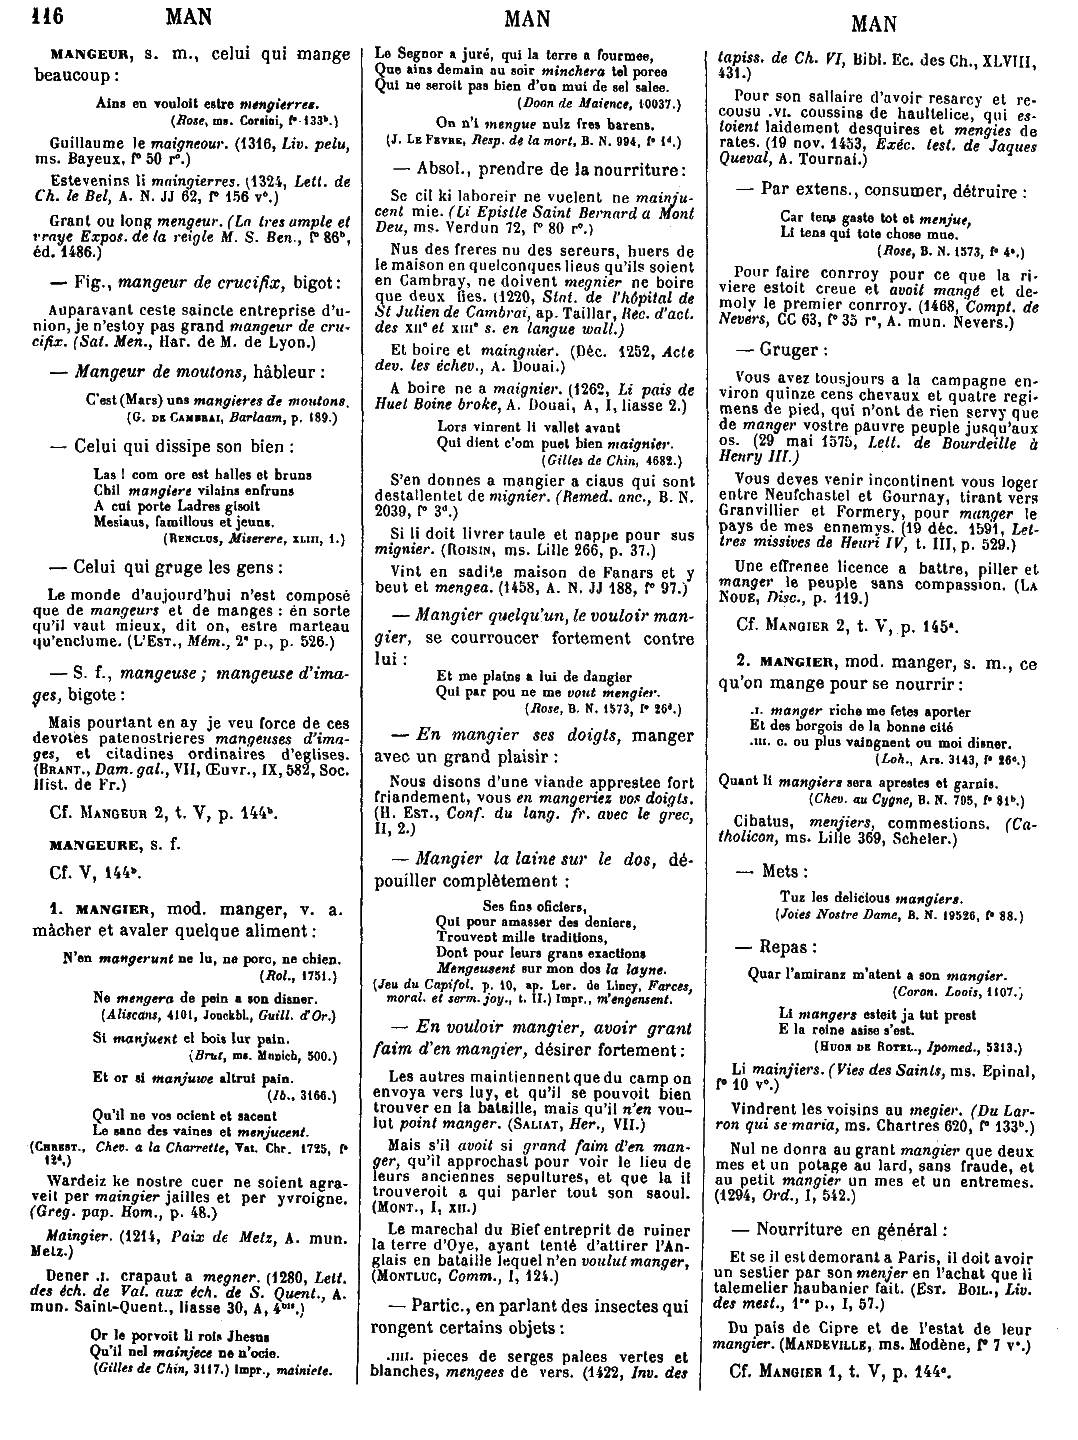 116 MAN MAN MAN
MANGEUR, s. m., celui qui mange
beaucoup :
Ains en vouloit estre mengierres.
(Rose, ms. Corsini, f° 133b.)
Guillaume le maigneour. (1316, Liv. pelu,
ms. Bayeux, f° 50 r°.)
Estevenins li maingierres. (1324, Lett. de
Ch. le Bel, A. N. JJ 62, f° 156 v°.)
Grant ou long mengeur. (La tres ample et
vraye Expos. de la reigle M. S. Ben., f° 86b,
éd. 1486.)
— Fig., mangeur de crucifix, bigot :
Auparavant ceste saincte entreprise d'u-
nion, je n'estoy pas grand mangeur de cru-
cifix. (Sat. Men., Har. de M. de Lyon.)
— Mangeur de moutons, hâbleur :
C'est (Mars) uns mangieres de moutons.
(G. DE CAMBRAI, Barlaam, p. 189.)
— Celui qui dissipe son bien :
Las ! com ore est halles et bruns
Chil mangiere vilains enfruns
A cui porte Ladres gisoit
Mesiaus, famillous et jeuns.
(RENCLUS, Miserere, XLIII, 1.)
— Celui qui gruge les gens :
Le monde d'aujourd'hui n'est composé
que de mangeurs et de manges : én sorte
qu'il vaut mieux, dit on, estre marteau
qu'enclume. (L'EST., Mém., 2e p., p. 526.)
— S. f., mangeuse ; mangeuse d'ima-
ges, bigote :
Mais pourtant en ay je veu force de ces
devotes patenostrieres mangeuses d'ima-
ges, et citadines ordinaires d'eglises.
(BRANT., Dam. gal., VII, Œuvr., IX, 582, Soc.
Hist. de Fr.)
Cf. MANGEUR 2, t. V, p. 144b.
MANGEURE, s. f.
Cf. V, 144b.
1. MANGIER, mod. manger, v. a.
mâcher et avaler quelque aliment :
N'en mangerunt ne lu, ne porc, ne chien.
(Rol., 1751.)
Ne mengera de pein a son disner.
(Aliscans, 4101, Jonckbl., Guill. d'Or.)
Si manjuent el bois lur pain.
(Brut, ms. Munich, 500.)
Et or si manjuwe altrui pain.
(Ib., 3166.)
Qu'il ne vos ocient et sacent
Le sanc des vaines et menjucent.
(CHREST., Chev. a la Charrette, Vat. Chr. 1725, f°
12d.)
Wardeiz ke nostre cuer ne soient agra-
veit per maingier jailles et per yvroigne.
(Greg. pap. Hom., p. 48.)
Maingier. (1214, Paix de Metz, A. mun.
Metz.)
Dener .I. crapaut a megner. (1280, Lett.
des éch. de Val. aux éch. de S. Quent., A.
mun. Saint-Quent., liasse 30, A, 4bis.)
Or le porvoit li rois Jhesus
Qu'il nel mainjece ne n'ocie.
(Gilles de Chin, 3117.) Impr., mainiete.
Le Segnor a juré, qui la terre a fourmee,
Que ains demain au soir minchera tel poree
Qui ne seroit pas bien d'un mui de sel salee.
(Doon de Maience, 10037.)
On n'i mengue nulz fres harens.
(J. LE FEVRE, Resp. de la mort, B. N. 994, f° 1d.)
— Absol., prendre de la nourriture :
Se cil ki laboreir ne vuelent ne mainju-
cent mie. (Li Epistle Saint Bernard a Mont
Deu, ms. Verdun 72, f° 80 r°.)
Nus des freres nu des sereurs, huers de
le maison en quelconques lieus qu'ils soient
en Cambray, ne doivent megnier ne boire
que deux fies. (1220, Stat. de l'hôpital de
St Julien de Cambrai, ap. Taillar, Rec. d'act.
des XIIe et XIIIe s. en langue wall.)
Et boire et maingnier. (Déc. 1252, Acte
dev. les échev., A. Douai.)
A boire ne a maignier. (1262, Li pais de
Huet Boine broke, A. Douai, A, I, liasse 2.)
Lors vinrent li vallet avant
Qui dient c'om puet bien maignier.
(Gilles de Chin, 4682.)
S'en donnes a mangier a ciaus qui sont
destallentet de mignier. (Remed. anc., B. N.
2039, f° 3d.)
Si li doit livrer taule et nappe pour sus
mignier. (ROISIN, ms. Lille 266, p. 37.)
Vint en sadite maison de Fanars et y
beut et mengea. (1458, A. N. JJ 188, f° 97.)
— Mangier quelqu'un, le vouloir man-
gier, se courroucer fortement contre
lui :
Et me plains a lui de dangier
Qui par pou ne me vout mengier.
(Rose, B. N. 1573, f° 26d.)
— En mangier ses doigts, manger
avec un grand plaisir :
Nous disons d'une viande apprestee fort
friandement, vous en mangeriez vos doigts.
(H. EST., Conf. du lang. fr. avec le grec,
II, 2.)
— Mangier la laine sur le dos, dé-
pouiller complètement :
Ses fins oficiers,
Qui pour amasser des deniers,
Trouvent mille traditions,
Dont pour leurs grans exactions
Mengeusent sur mon dos la layne.
(Jeu du Capifol. p. 10, ap. Ler. de Lincy, Farces,
moral. et serm. joy., t. II.) Impr., m'engensent.
— En vouloir mangier, avoir grant
faim d'en mangier, désirer fortement :
Les autres maintiennent que du camp on
envoya vers luy, et qu'il se pouvoit bien
trouver en la bataille, mais qu'il n'en vou-
lut point manger. (SALIAT, Her., VII.)
Mais s'il avoit si grand faim d'en man-
ger, qu'il approchast pour voir le lieu de
leurs anciennes sepultures, et que la il
trouveroit a qui parler tout son saoul.
(MONT., I, XII.)
Le marechal du Bief entreprit de ruiner
la terre d'Oye, ayant tenté d'attirer l'An-
glais en bataille lequel n'en voulut manger,
(MONTLUC, Comm., I, 124.)
— Partic., en parlant des insectes qui
rongent certains objets :
.IIII. pieces de serges palees vertes et
blanches, mengees de vers. (1422, Inv. des
tapiss. de Ch. VI, Bibl. Ec. des Ch., XLVIII,
431.)
Pour son sallaire d'avoir resarcy et re-
cousu .VI. coussins de haultelice, qui es-
toient laidement desquires et mengies de
rates. (19 nov. 1453, Exéc. test. de Jaques
Queval, A. Tournai.)
— Par extens., consumer, détruire :
Car tens gaste tot et menjue,
Li tens qui tote chose mue.
(Rose, B. N. 1573, f° 4a.)
Pour faire conrroy pour ce que la ri-
viere estoit creue et avoit mangé et de-
moly le premier conrroy. (1468, Compt. de
Nevers, CC 63, f° 35 r°, A. mun. Nevers.)
— Gruger :
Vous avez tousjours a la campagne en-
viron quinze cens chevaux et quatre regi-
mens de pied, qui n'ont de rien servy que
de manger vostre pauvre peuple jusqu'aux
os. (29 mai 1575, Lett. de Bourdeille à
Henry III.)
Vous deves venir incontinent vous loger
entre Neufchastel et Gournay, tirant vers
Granvillier et Formery, pour manger le
pays de mes ennemys. (19 déc. 1591, Let-
tres missives de Henri IV, t. III, p. 529.)
Une effrenee licence a battre, piller et
manger le peuple sans compassion. (LA
NOUE, Disc., p. 119.)
Cf. MANGIER 2, t. V, p. 145a.
2. MANGIER, mod. manger, s. m., ce
qu'on mange pour se nourrir :
.I. manger riche me fetes aporter
Et des borgois de la bonne cité
.III. c. ou plus vaingnent ou moi disner.
(Loh., Ars. 3143, f° 26c.)
Quant li mangiers sera aprestes et garnis.
(Chev. au Cygne, B. N. 795, f° 81b.)
Cibatus, menjiers, commestions. (Ca-
tholicon, ms. Lille 369, Scheler.)
— Mets :
Tuz les delicious mangiers.
(Joies Nostre Dame, B. N. 19526, f° 88.)
— Repas :
Quar l'amiranz m'atent a son mangier.
(Coron. Loois, 1107.)
Li mangers esteit ja tut prest
E la reine asise s'est.
(HUON DE ROTEL., Ipomed., 5313.)
Li mainjiers. (Vies des Saints, ms. Epinal,
f° 10 v°.)
Vindrent les voisins au megier. (Du Lar-
ron qui se maria, ms. Chartres 620, f° 133b.)
Nul ne donra au grant mangier que deux
mes et un potage au lard, sans fraude, et
au petit mangier un mes et un entremes.
(1294, Ord., I, 542.)
— Nourriture en général :
Et se il est demorant a Paris, il doit avoir
un sestier par son menjer en l'achat que li
talemelier haubanier fait. (EST. BOIL., Liv.
des mest., 1re p., I, 57.)
Du pais de Cipre et de l'estat de leur
mangier. (MANDEVILLE, ms. Modène, f° 7 v°.)
Cf. MANGIER 1, t. V, p. 144c.